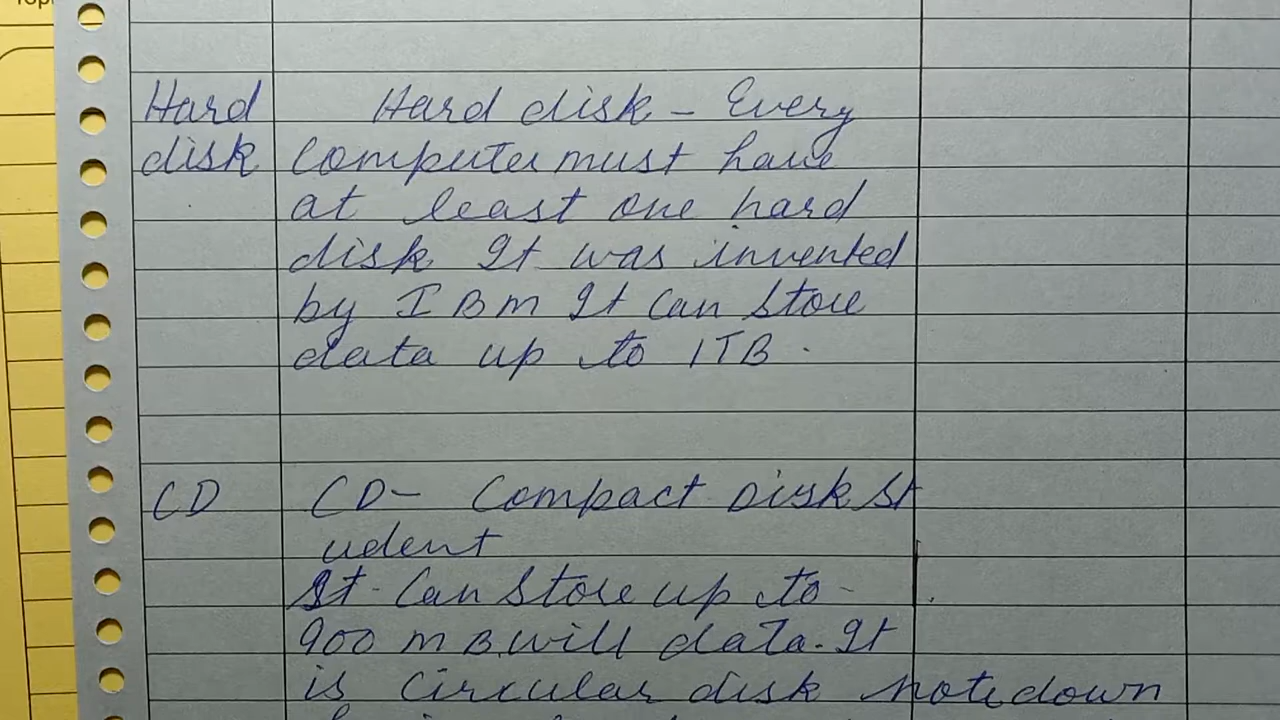 Hard Hard disk - Every
disk Computer must have
at least one hard
disk It was invented
by IBM It Can Store
data up to 1TB.
CD CD- Compact Disk St
udent
It Can Store up to
900 MB.will data. It
is Circular disk note down